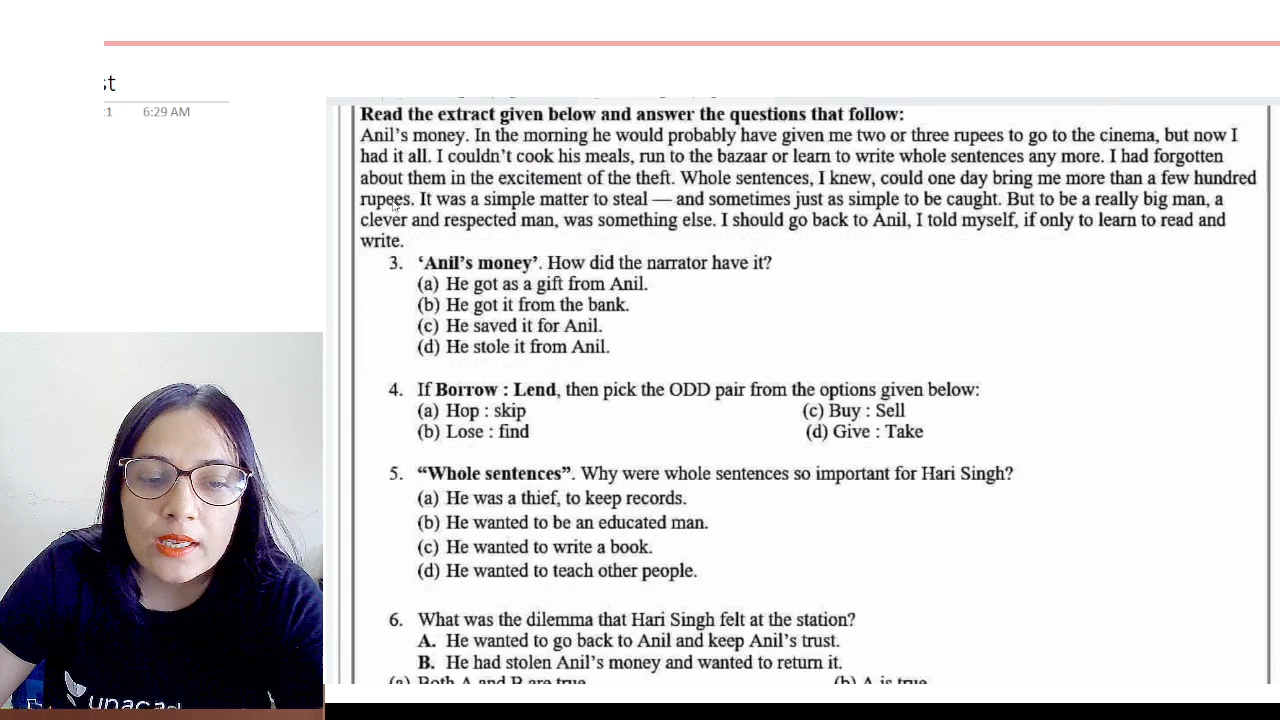 st
21 6:29 AM
Read the extract given below and answer the questions that follow:
Anil's money. In the morning he would probably have given me two or three rupees to go to the cinema, but now I
had it all. I couldn't cook his meals, run to the bazaar or learn to write whole sentences any more. I had forgotten
about them in the excitement of the theft. Whole sentences, I knew, could one day bring me more than a few hundred
rupees. It was a simple matter to steal — and sometimes just as simple to be caught. But to be a really big man, a
clever and respected man, was something else. I should go back to Anil, I told myself, if only to learn to read and
write.
3. 'Anil's money'. How did the narrator have it?
(a) He got as a gift from Anil.
(b) He got it from the bank.
(c) He saved it for Anil.
(d) He stole it from Anil.
4. If Borrow : Lend, then pick the ODD pair from the options given below:
(a) Hop : skip (c) Buy : Sell
(b) Lose : find (d) Give : Take
5. "Whole sentences". Why were whole sentences so important for Hari Singh?
(a) He was a thief, to keep records.
(b) He wanted to be an educated man.
(c) He wanted to write a book.
(d) He wanted to teach other people.
6. What was the dilemma that Hari Singh felt at the station?
A. He wanted to go back to Anil and keep Anil's trust.
B. He had stolen Anil's money and wanted to return it.
(a) Both A and B are true (b) A is true
unacad